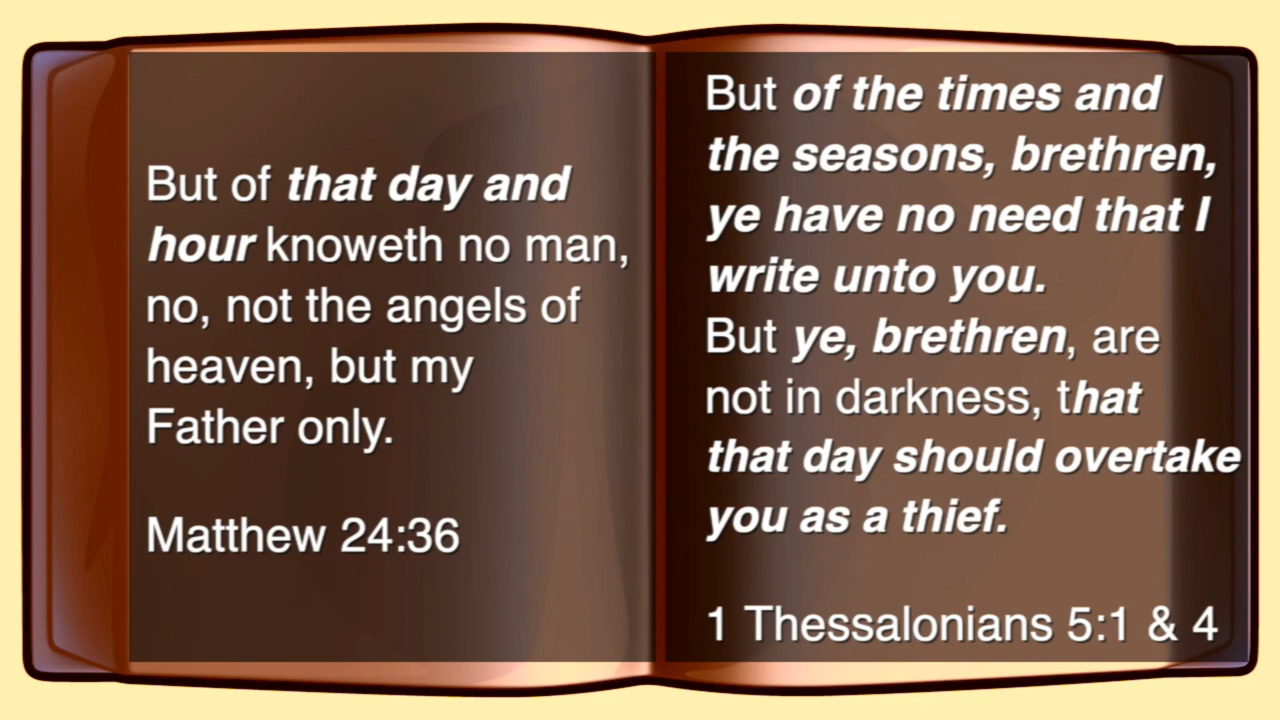 But of that day and
hour knoweth no man,
no, not the angels of
heaven, but my
Father only.
Matthew 24:36
But of the times and
the seasons, brethren,
ye have no need that I
write unto you.
But ye, brethren, are
not in darkness, that
that day should overtake
you as a thief.
1 Thessalonians 5:1 & 4